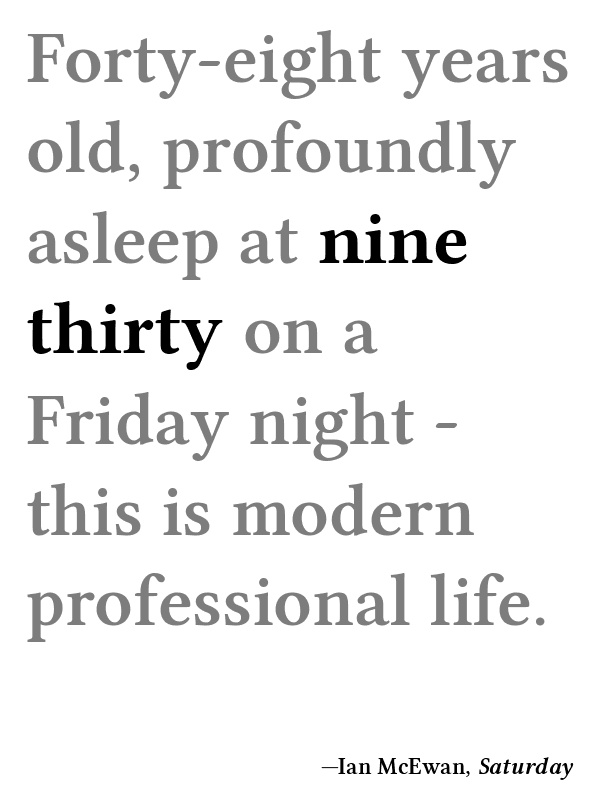 Forty-eight years
old, profoundly
asleep at nine
thirty on a
Friday night -
this is modern
professional life.
—Ian McEwan, Saturday